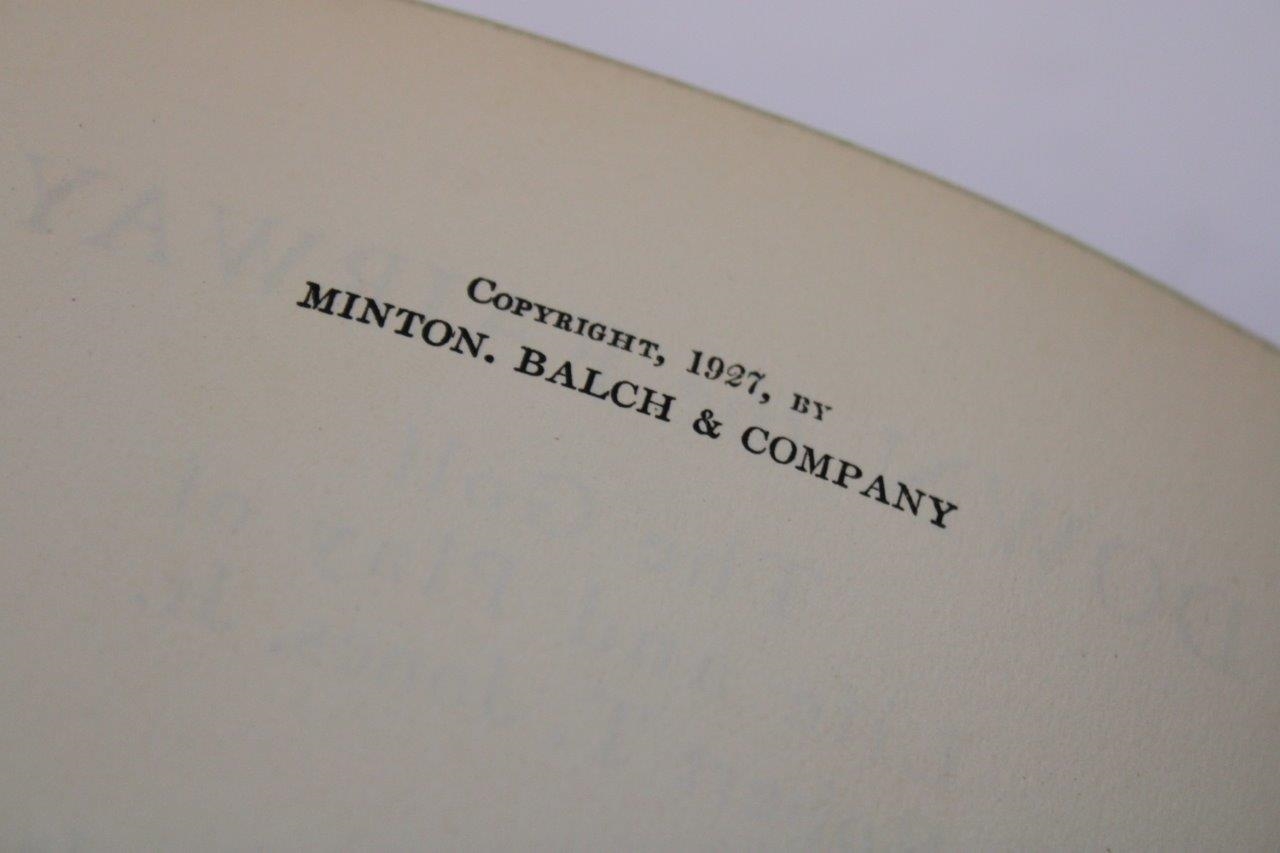 Copyright, 1927, by
MINTON. BALCH & COMPANY